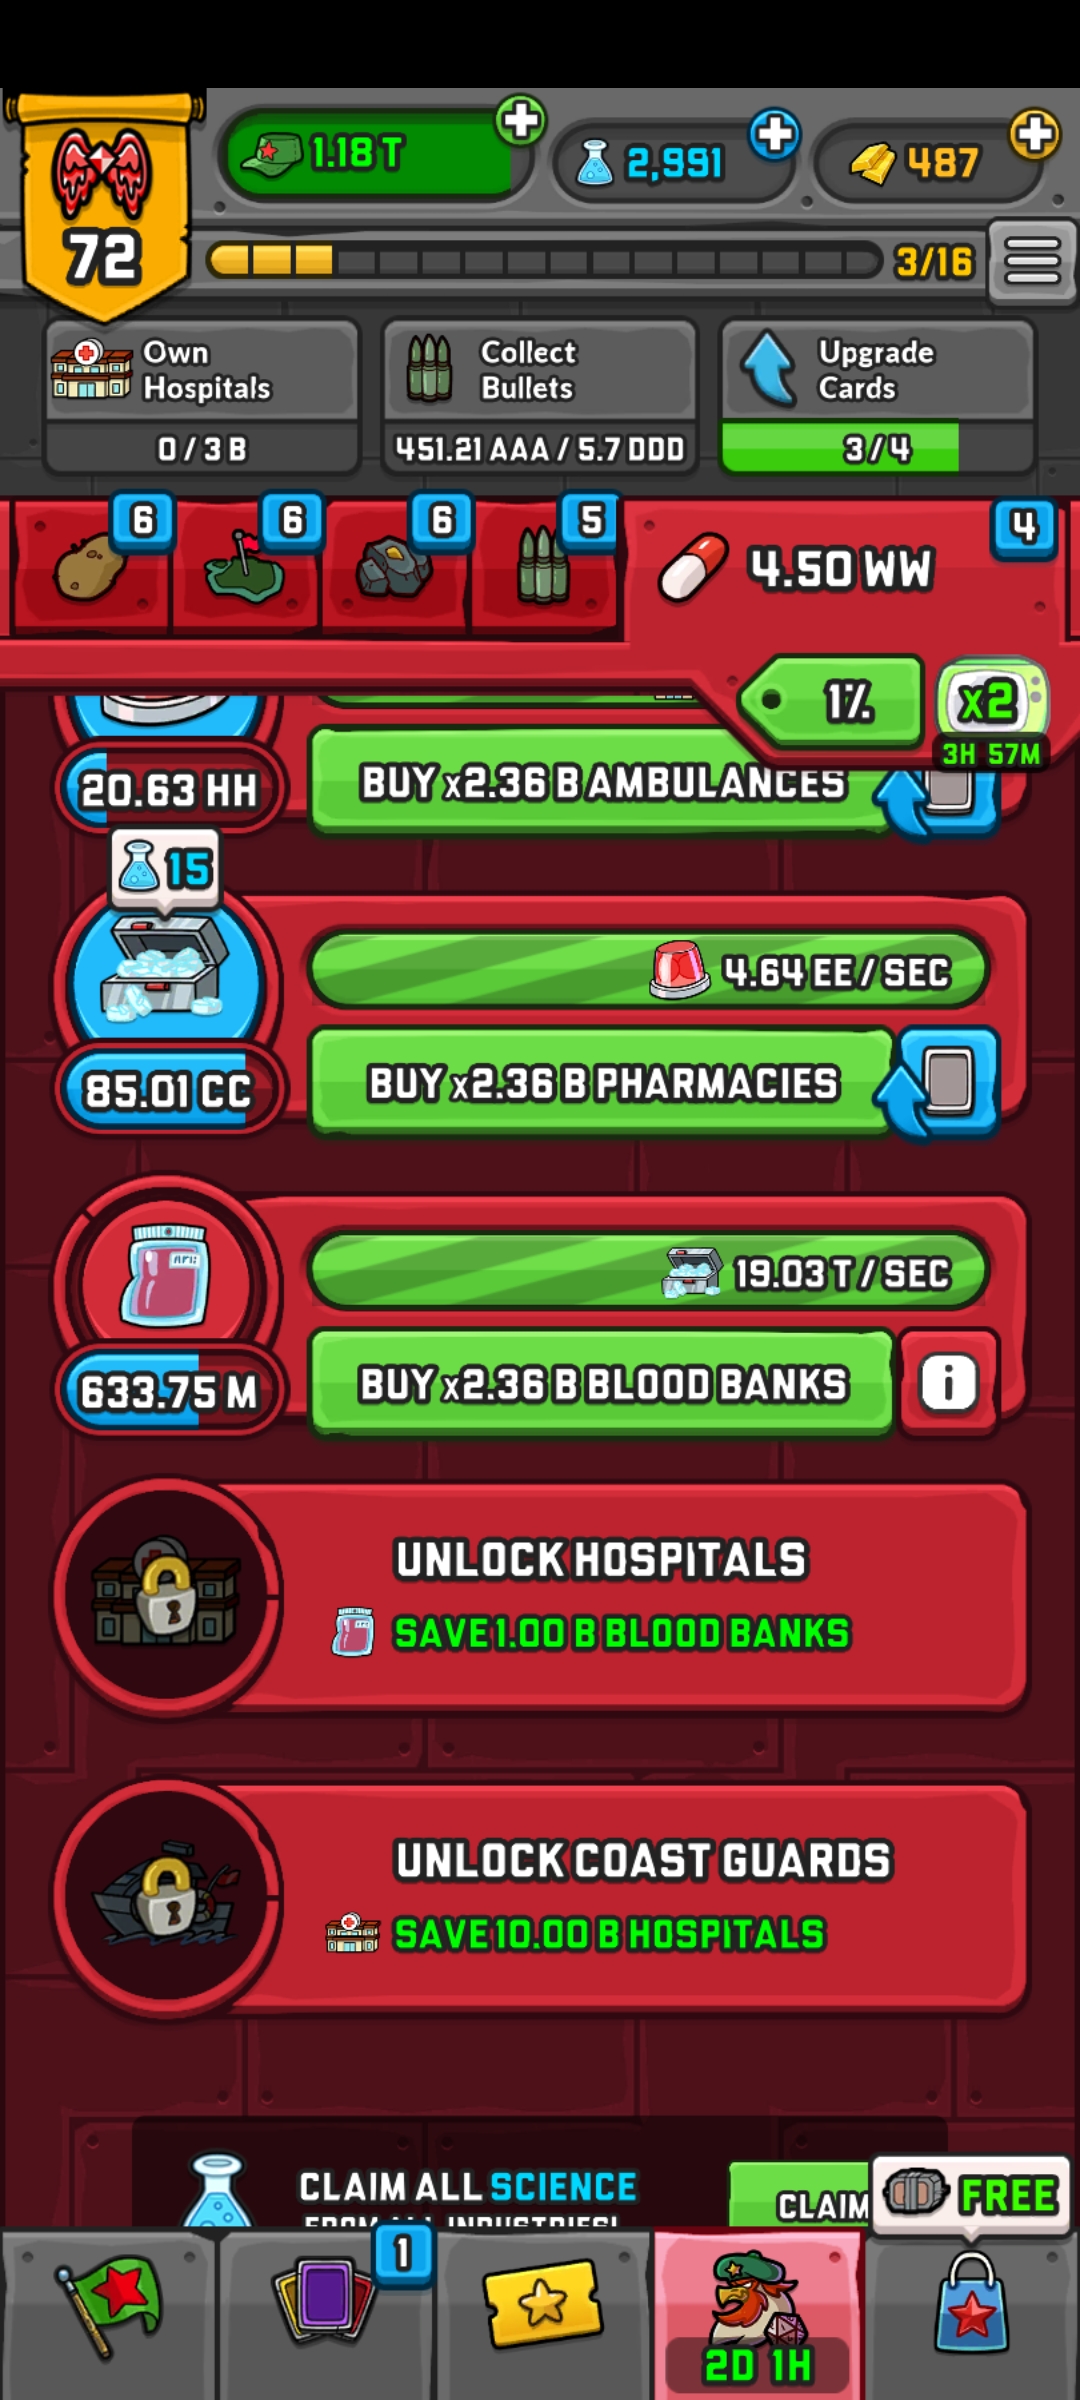 1.18 T
2,991
487
72
3/16
Own
Hospitals
0 / 3 B
Collect
Bullets
451.21 AAA / 5.7 DDD
Upgrade
Cards
3 / 4
6
6
6
5
4
4.50 WW
1%
x2
3H 57M
20.63 HH
BUY x2.36 B AMBULANCES
15
4.64 EE / SEC
85.01 CC
BUY x2.36 B PHARMACIES
19.03 T / SEC
633.75 M
BUY x2.36 B BLOOD BANKS
i
UNLOCK HOSPITALS
SAVE 1.00 B BLOOD BANKS
UNLOCK COAST GUARDS
SAVE 10.00 B HOSPITALS
CLAIM ALL SCIENCE
FROM ALL INDUSTRIES!
CLAIM
FREE
1
2D 1H